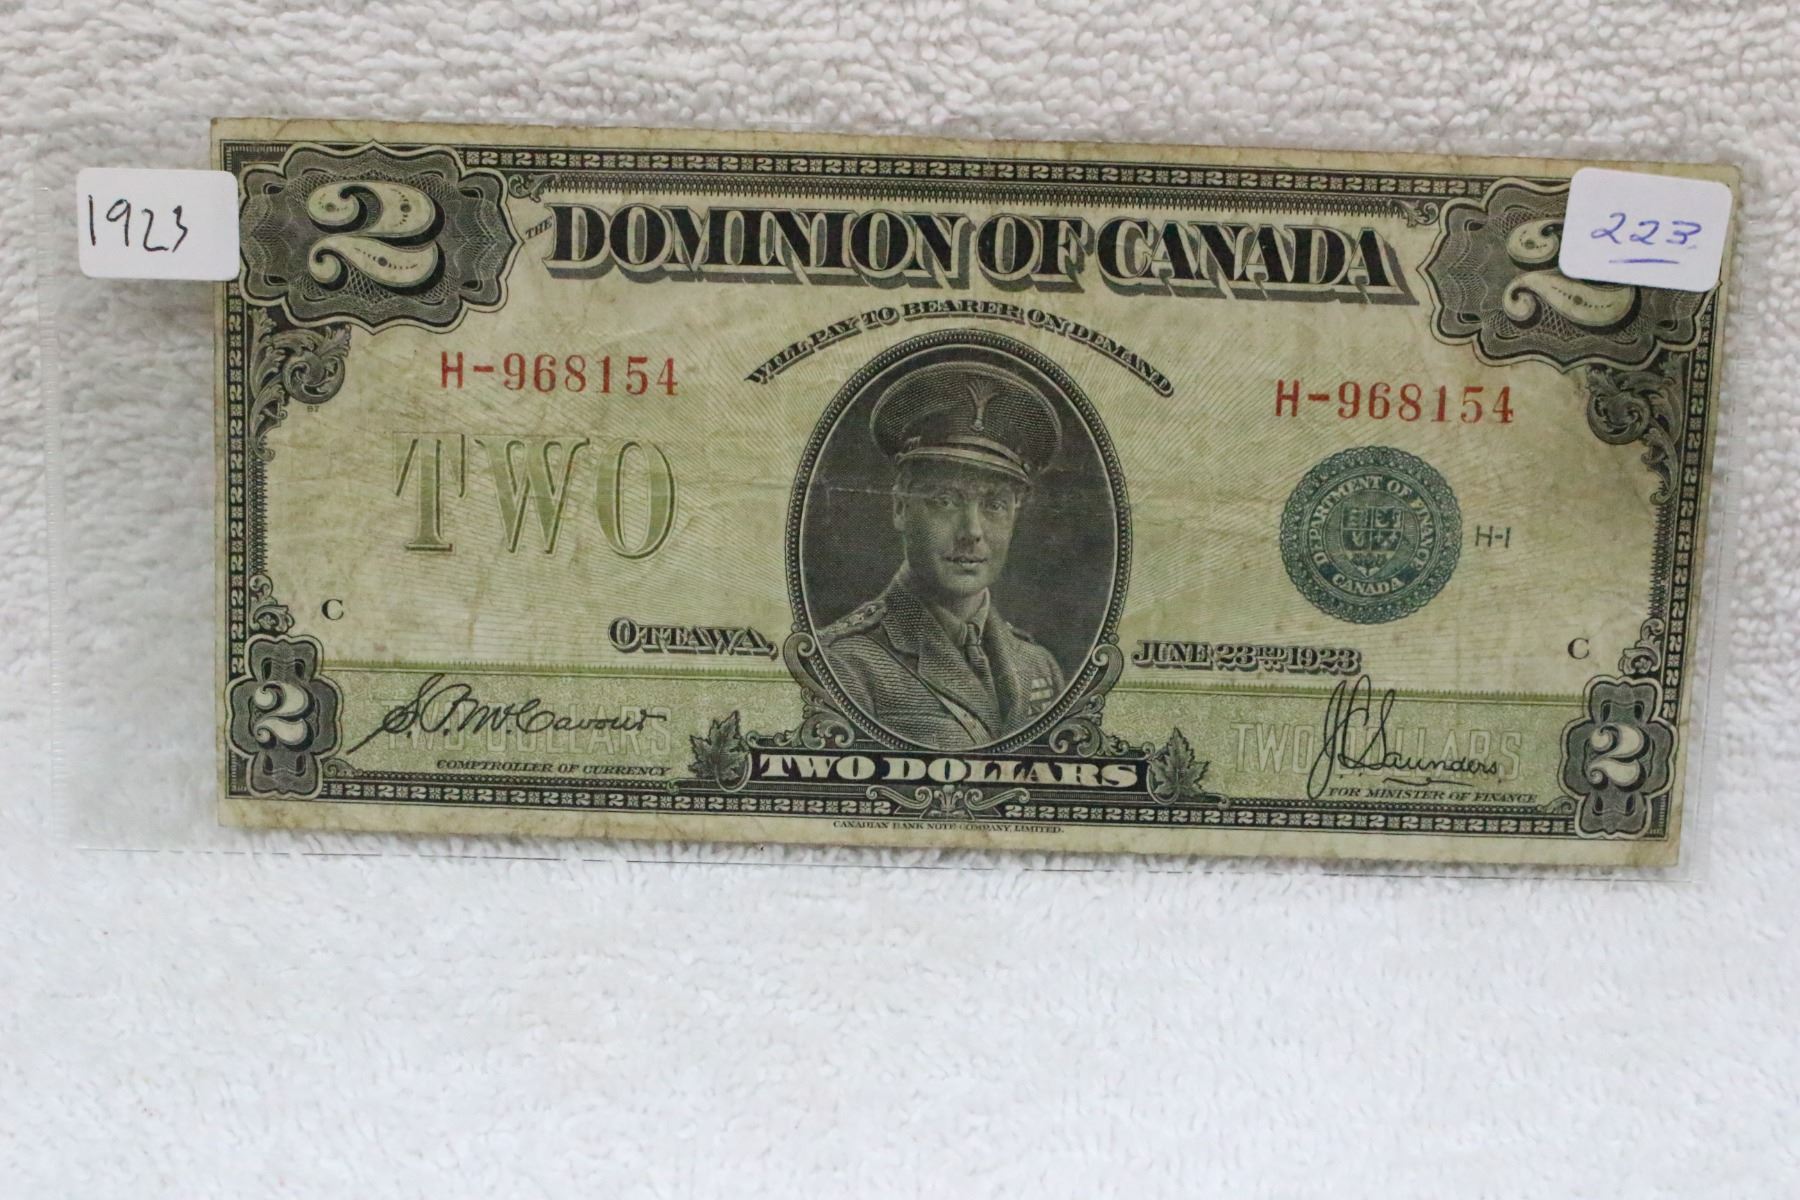 1923
223
2
THE DOMINION OF CANADA
2
WILL PAY TO BEARER ON DEMAND
H-968154
H-968154
TWO
DEPARTMENT OF FINANCE
CANADA
H-1
C
C
OTTAWA,
JUNE 23RD 1923
TWO DOLLARS
TWO DOLLARS
J.C. Saunders
COMPTROLLER OF CURRENCY
TWO DOLLARS
FOR MINISTER OF FINANCE
2
2
CANADIAN BANK NOTE COMPANY, LIMITED.